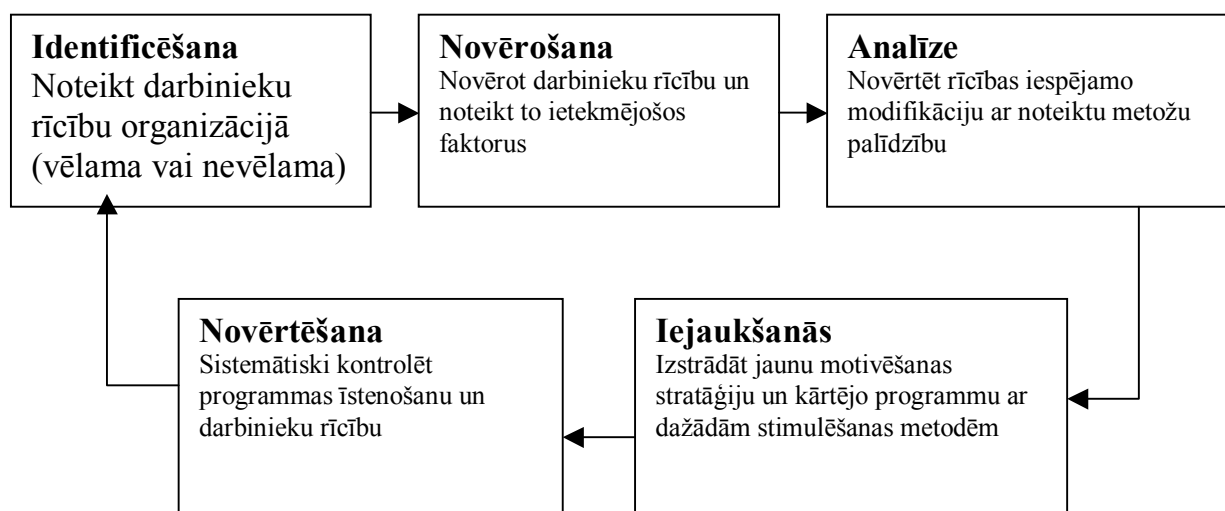 Identificēšana
Noteikt darbinieku
rīcību organizācijā
(vēlama vai nevēlama)
Novērošana
Novērot darbinieku rīcību un
noteikt to ietekmējošos
faktorus
Analīze
Novērtēt rīcības iespējamo
modifikāciju ar noteiktu metožu
palīdzību
Iejaukšanās
Izstrādāt jaunu motivēšanas
stratāģiju un kārtējo programmu ar
dažādām stimulēšanas metodēm
Novērtēšana
Sistemātiski kontrolēt
programmas īstenošanu un
darbinieku rīcību